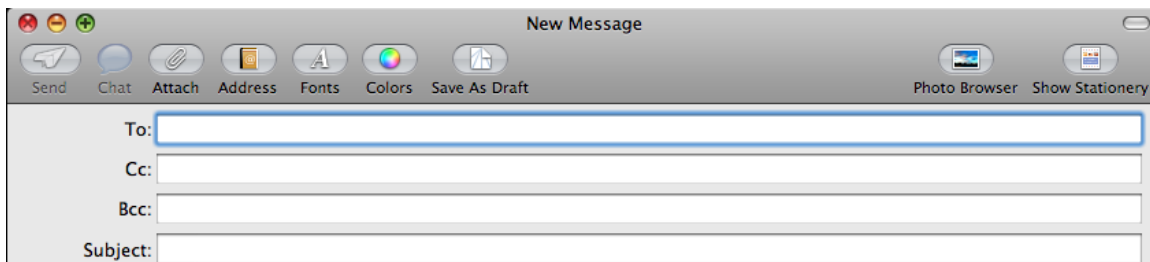 New Message
Send Chat Attach Address Fonts Colors Save As Draft Photo Browser Show Stationery
To:
Cc:
Bcc:
Subject: